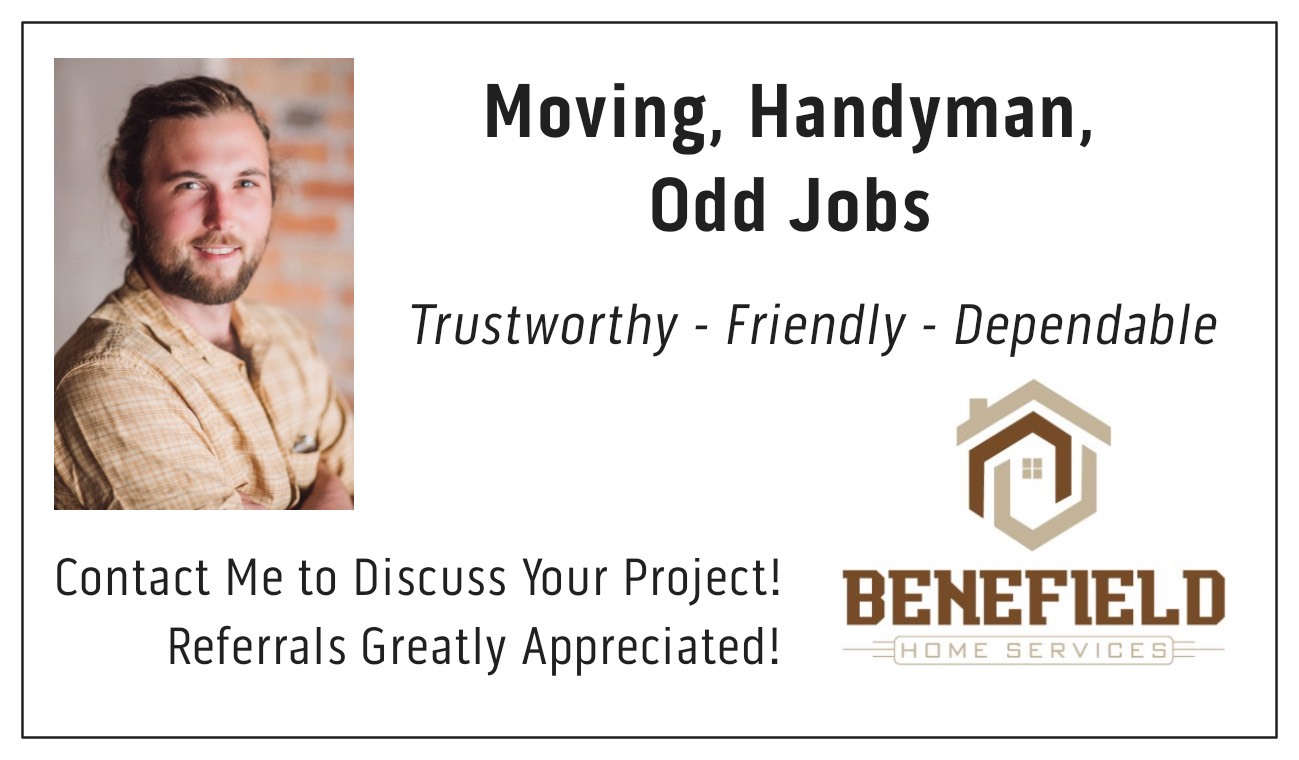 Moving, Handyman,
Odd Jobs
Trustworthy - Friendly - Dependable
Contact Me to Discuss Your Project!
Referrals Greatly Appreciated!
BENEFIELD
HOME SERVICES